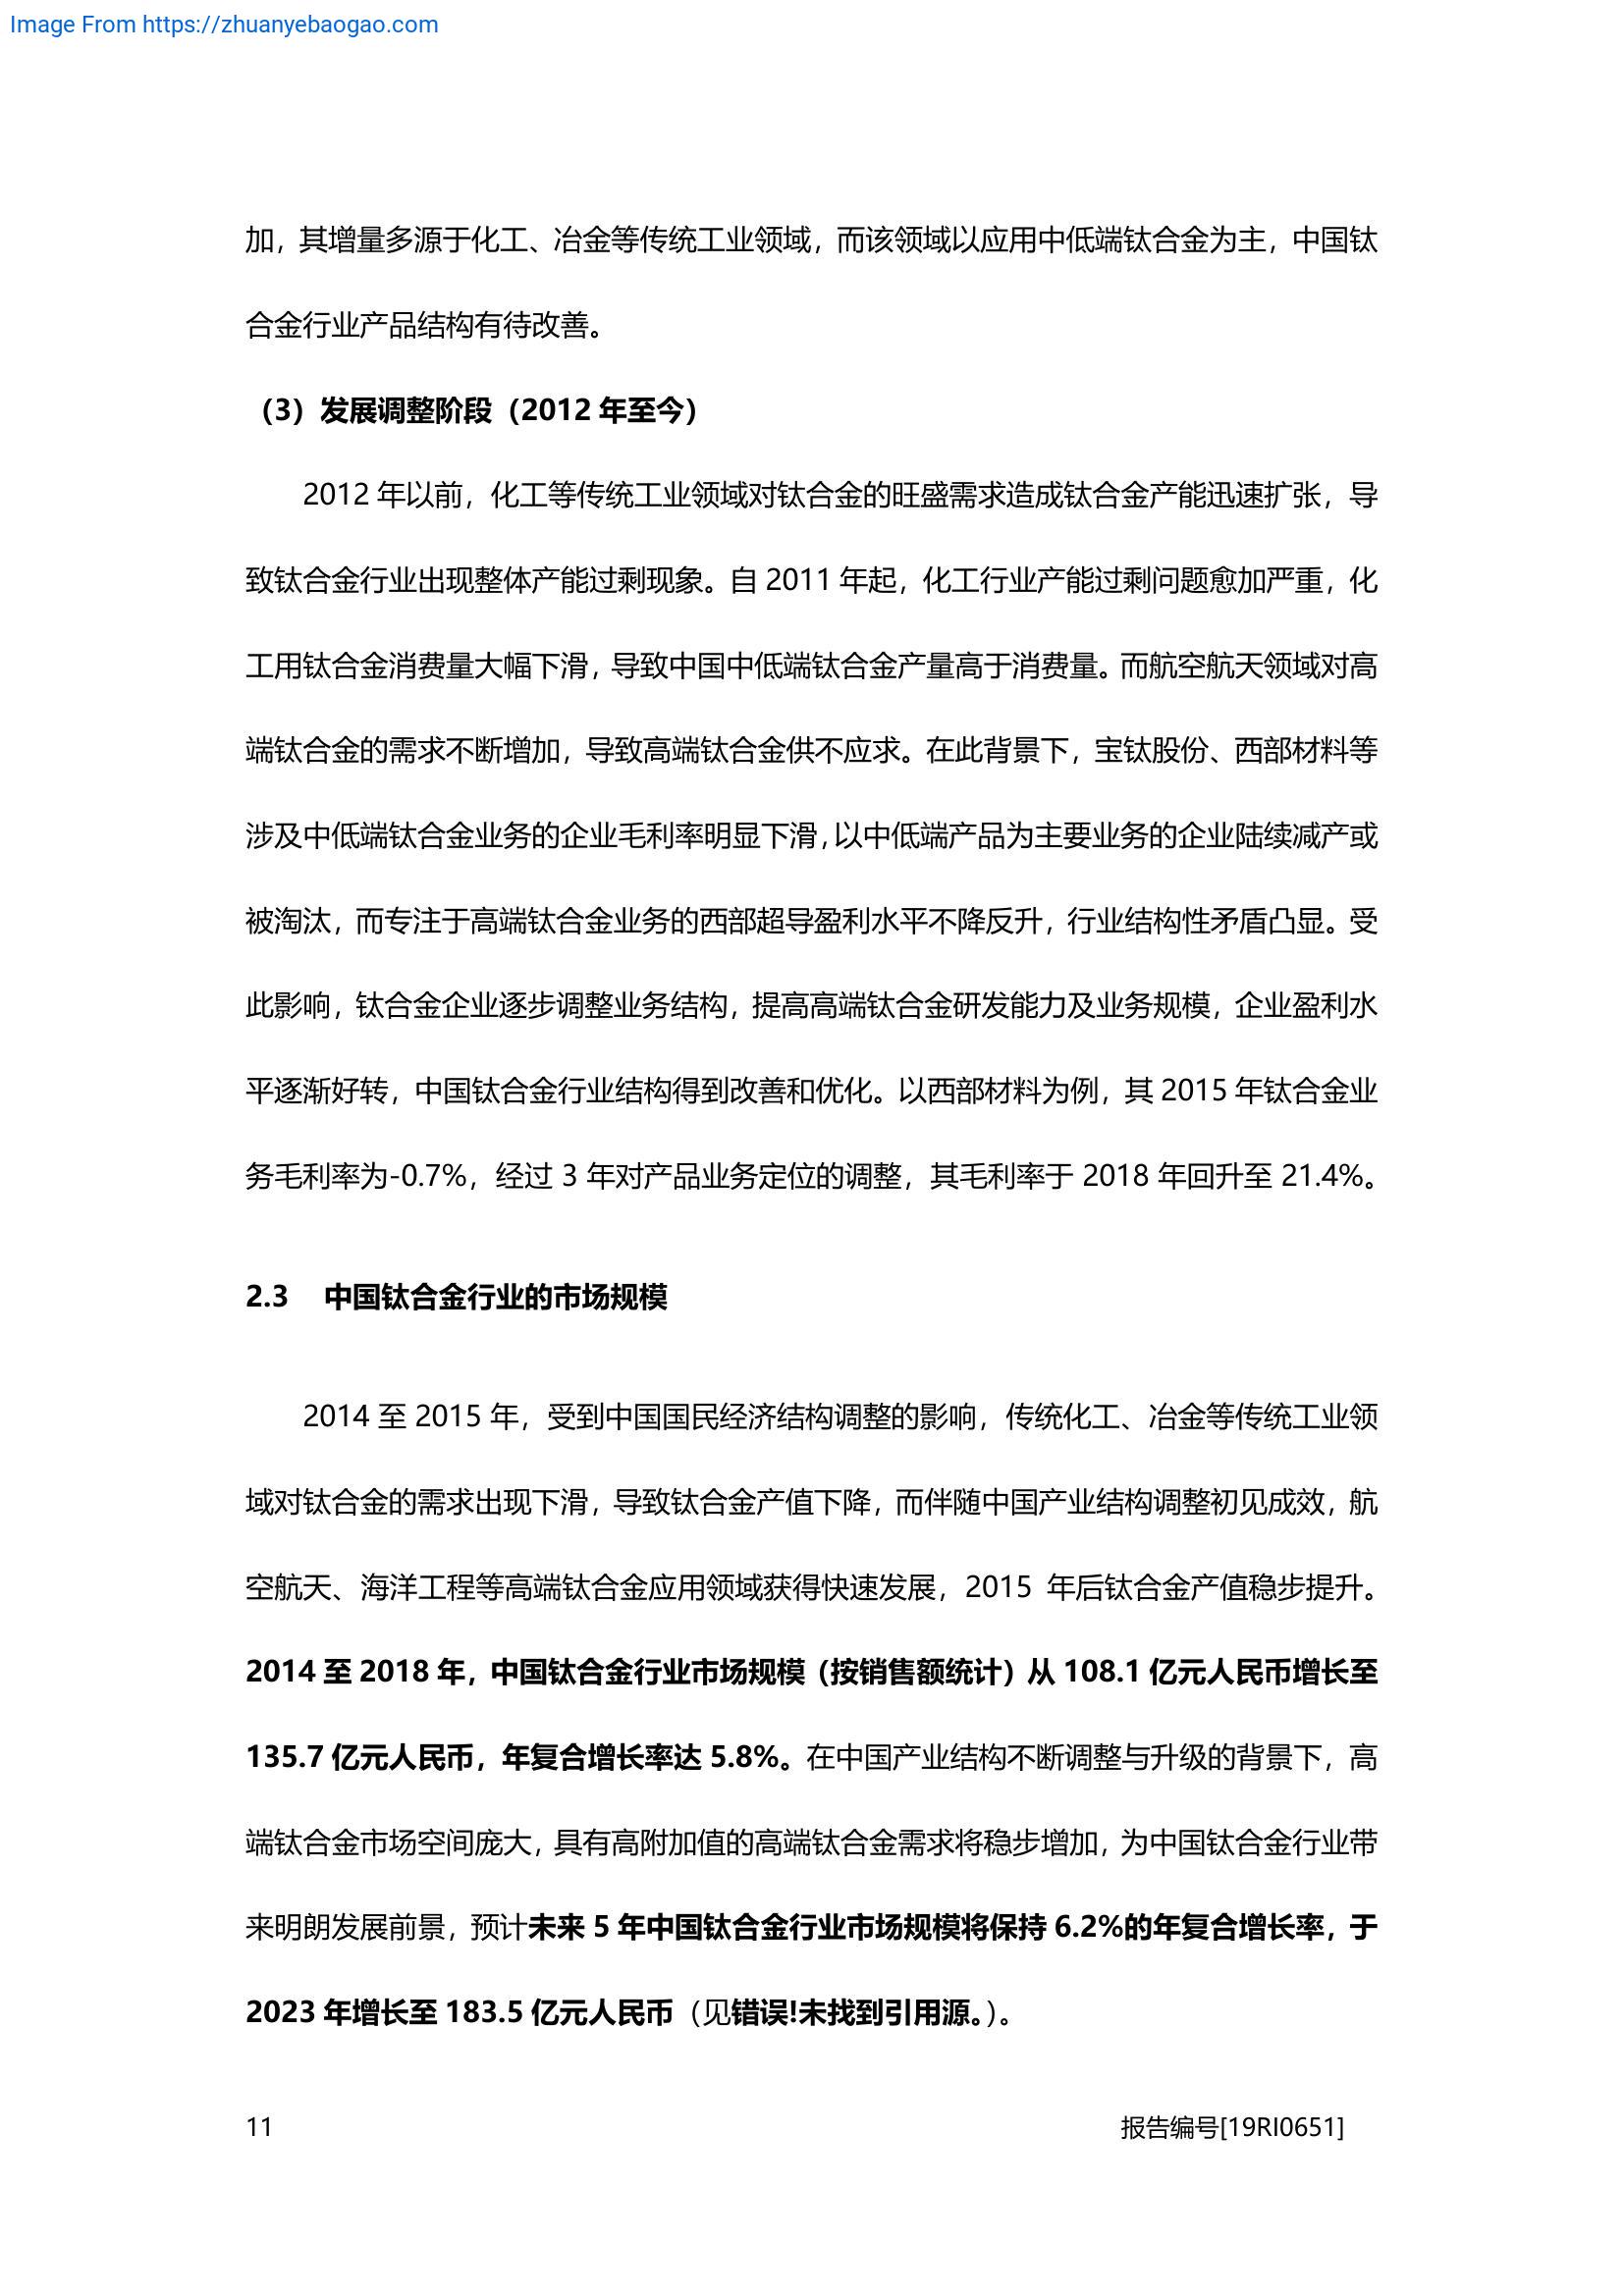 Image From https://zhuanyebaogao.com
加，其增量多源于化工、冶金等传统工业领域，而该领域以应用中低端钛合金为主，中国钛
合金行业产品结构有待改善。
（3）发展调整阶段（2012 年至今）
2012 年以前，化工等传统工业领域对钛合金的旺盛需求造成钛合金产能迅速扩张，导
致钛合金行业出现整体产能过剩现象。自 2011 年起，化工行业产能过剩问题愈加严重，化
工用钛合金消费量大幅下滑，导致中国中低端钛合金产量高于消费量。而航空航天领域对高
端钛合金的需求不断增加，导致高端钛合金供不应求。在此背景下，宝钛股份、西部材料等
涉及中低端钛合金业务的企业毛利率明显下滑，以中低端产品为主要业务的企业陆续减产或
被淘汰，而专注于高端钛合金业务的西部超导盈利水平不降反升，行业结构性矛盾凸显。受
此影响，钛合金企业逐步调整业务结构，提高高端钛合金研发能力及业务规模，企业盈利水
平逐渐好转，中国钛合金行业结构得到改善和优化。以西部材料为例，其 2015 年钛合金业
务毛利率为-0.7%，经过 3 年对产品业务定位的调整，其毛利率于 2018 年回升至 21.4%。
2.3 中国钛合金行业的市场规模
2014 至 2015 年，受到中国国民经济结构调整的影响，传统化工、冶金等传统工业领
域对钛合金的需求出现下滑，导致钛合金产值下降，而伴随中国产业结构调整初见成效，航
空航天、海洋工程等高端钛合金应用领域获得快速发展，2015 年后钛合金产值稳步提升。
2014 至 2018 年，中国钛合金行业市场规模（按销售额统计）从 108.1 亿元人民币增长至
135.7 亿元人民币，年复合增长率达 5.8%。在中国产业结构不断调整与升级的背景下，高
端钛合金市场空间庞大，具有高附加值的高端钛合金需求将稳步增加，为中国钛合金行业带
来明朗发展前景，预计未来 5 年中国钛合金行业市场规模将保持 6.2%的年复合增长率，于
2023 年增长至 183.5 亿元人民币（见错误!未找到引用源。）。
11 报告编号[19RI0651]